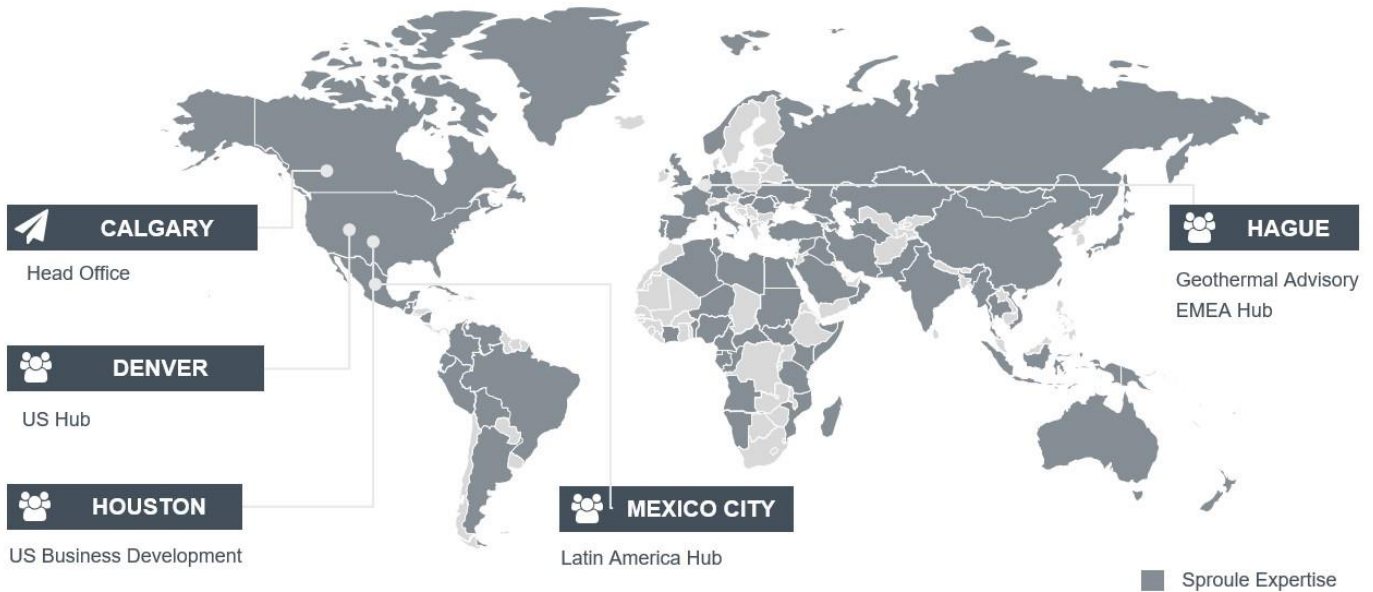 CALGARY
Head Office
DENVER
US Hub
HOUSTON
US Business Development
MEXICO CITY
Latin America Hub
HAGUE
Geothermal Advisory
EMEA Hub
Sproule Expertise